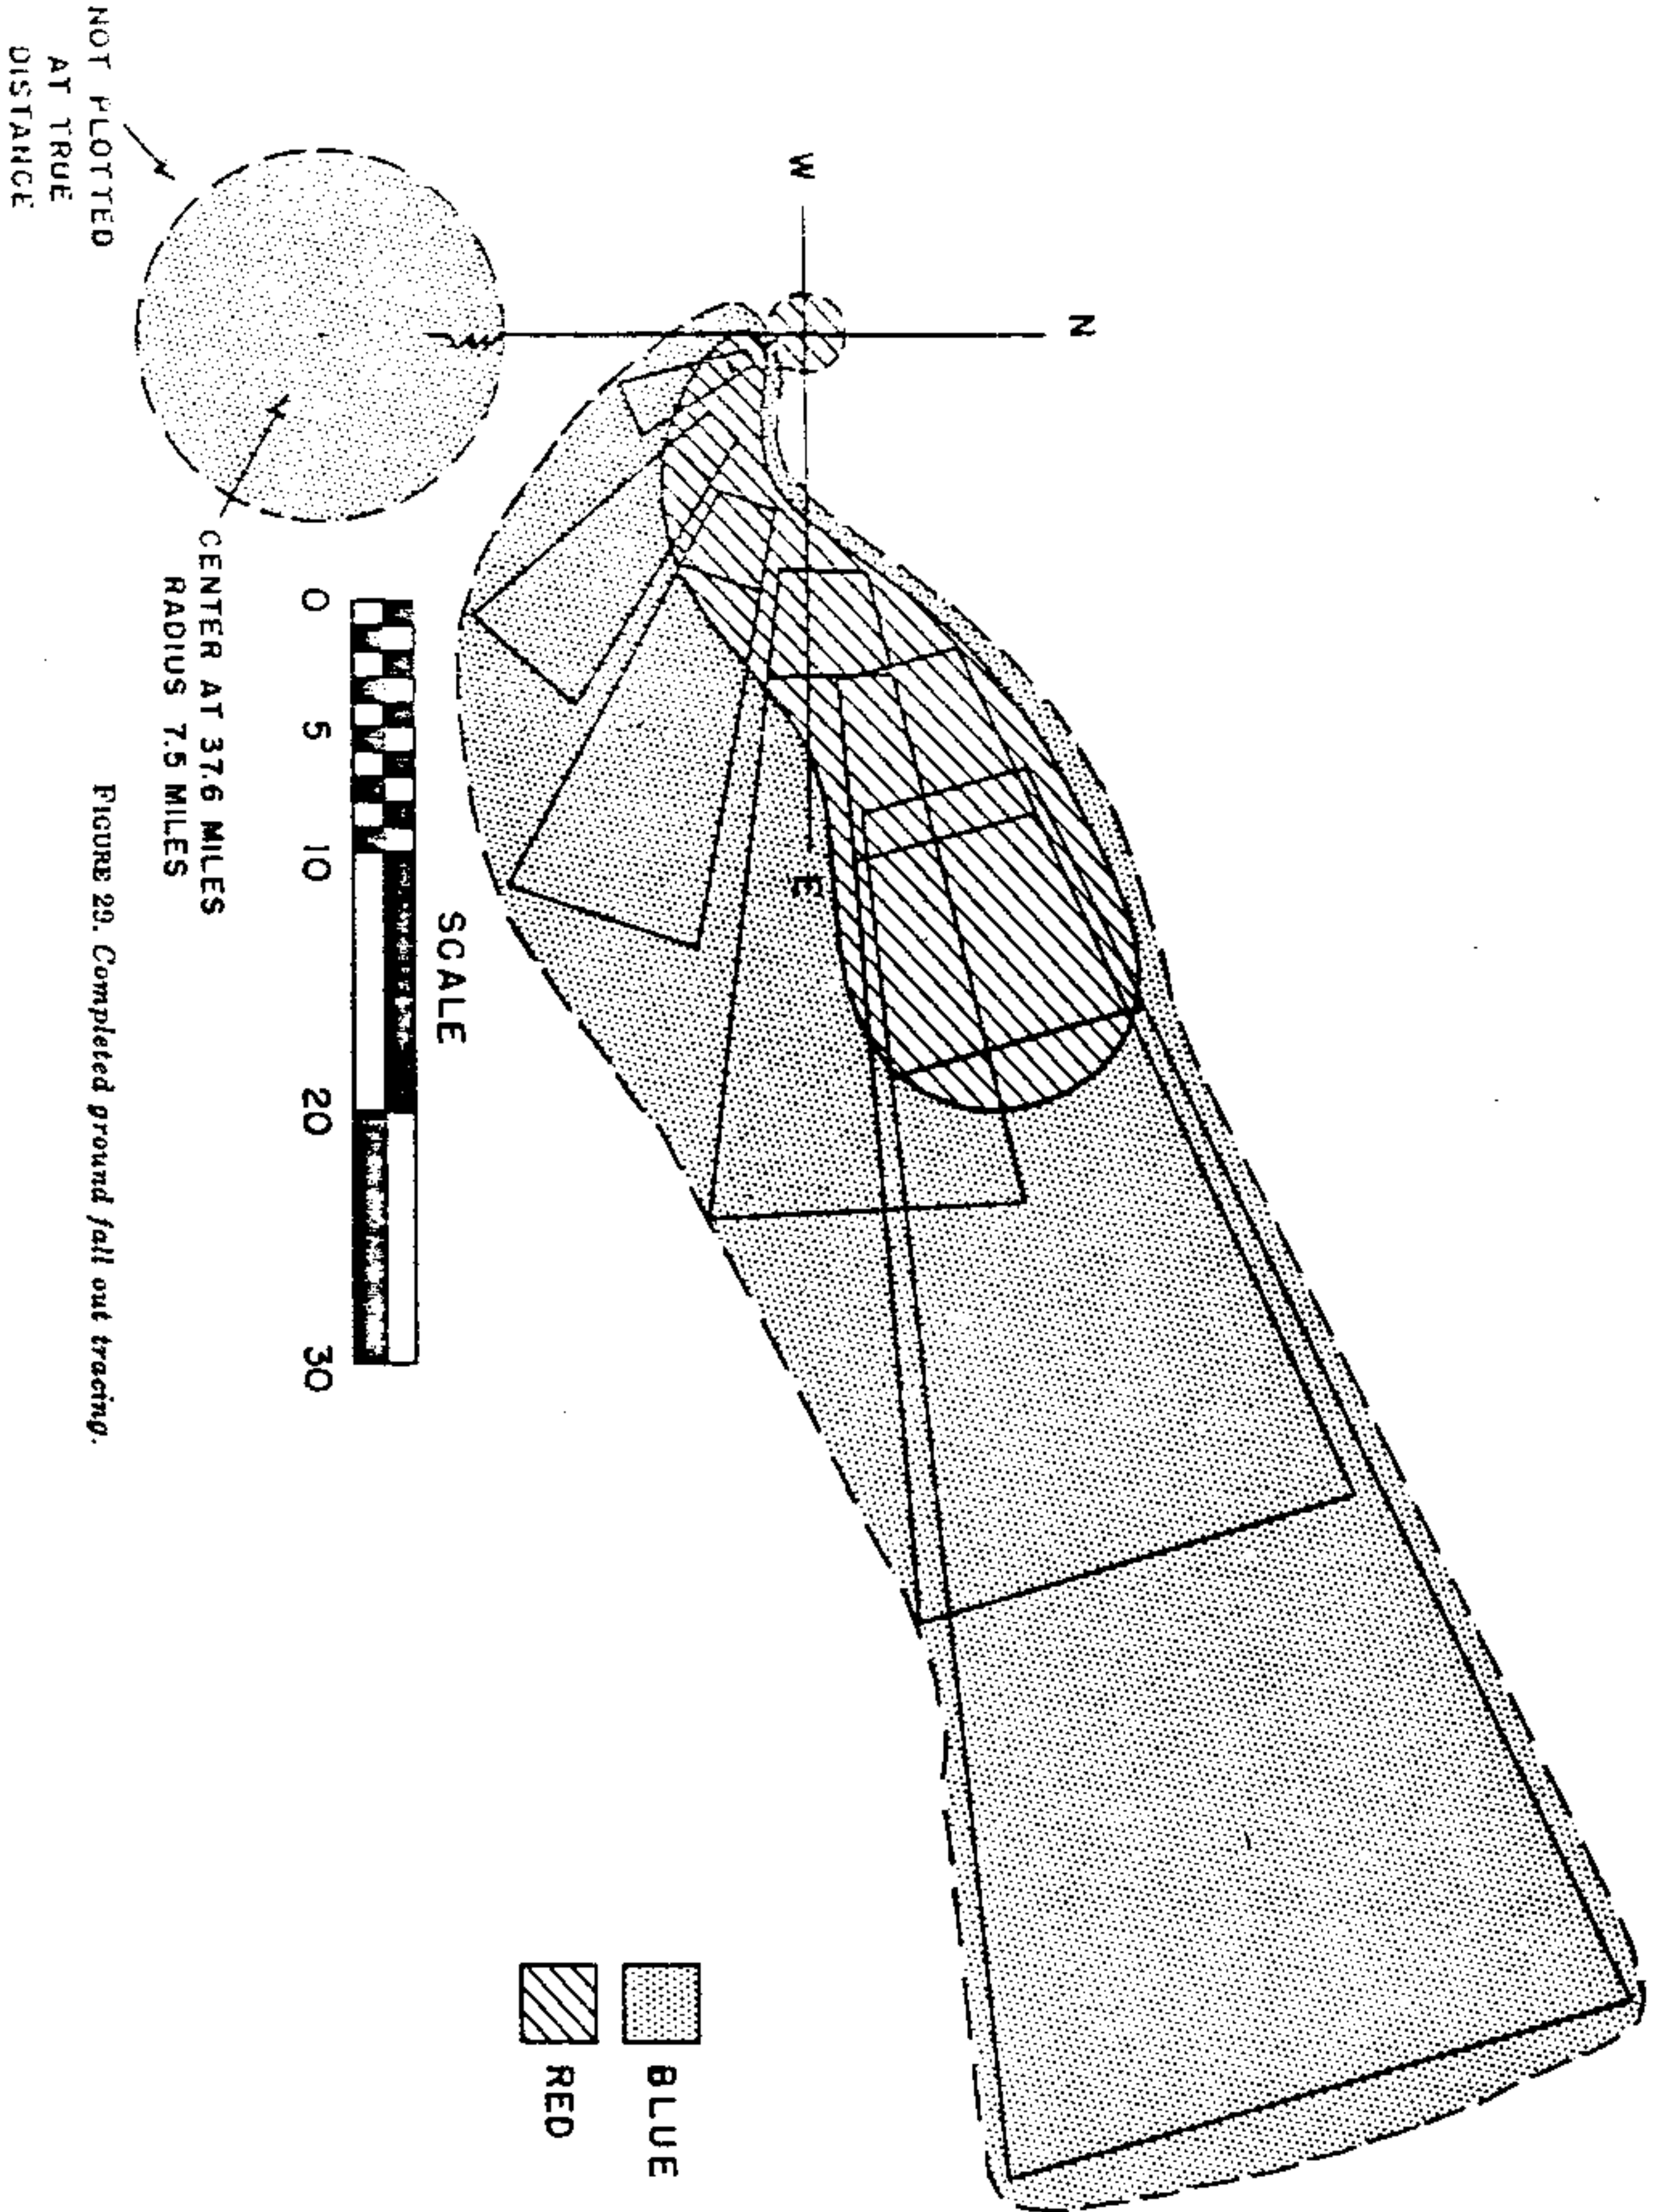 N
W
E
NOT PLOTTED
AT TRUE
DISTANCE
CENTER AT 37.6 MILES
RADIUS 7.5 MILES
SCALE
0 5 10 20 30
BLUE
RED
FIGURE 29. Completed ground fall out tracing.